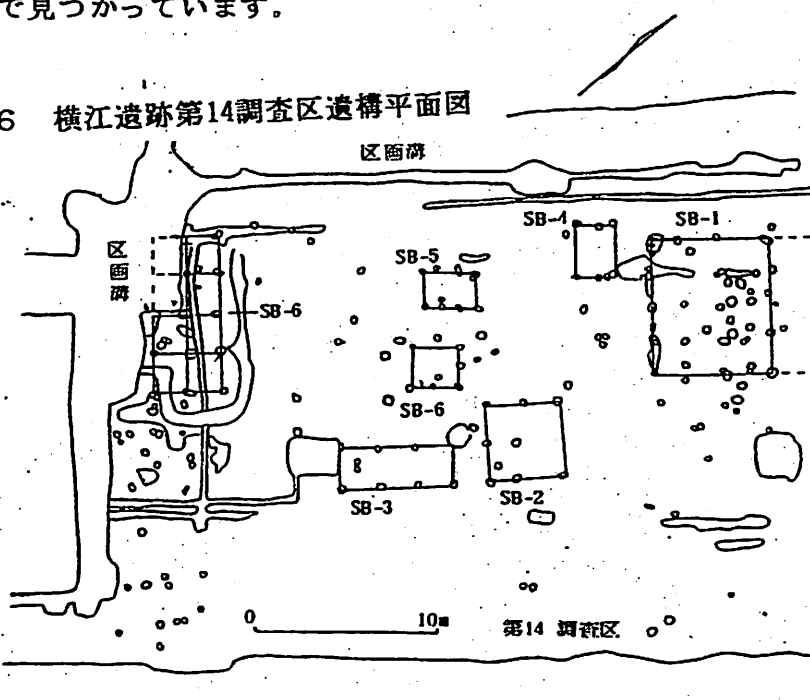 で見つかっています。
6 横江遺跡第14調査区遺構平面図
区画溝
SB-4
SB-1
区画溝
SB-5
SB-6
SB-6
SB-3
SB-2
0 10m
第14 調査区